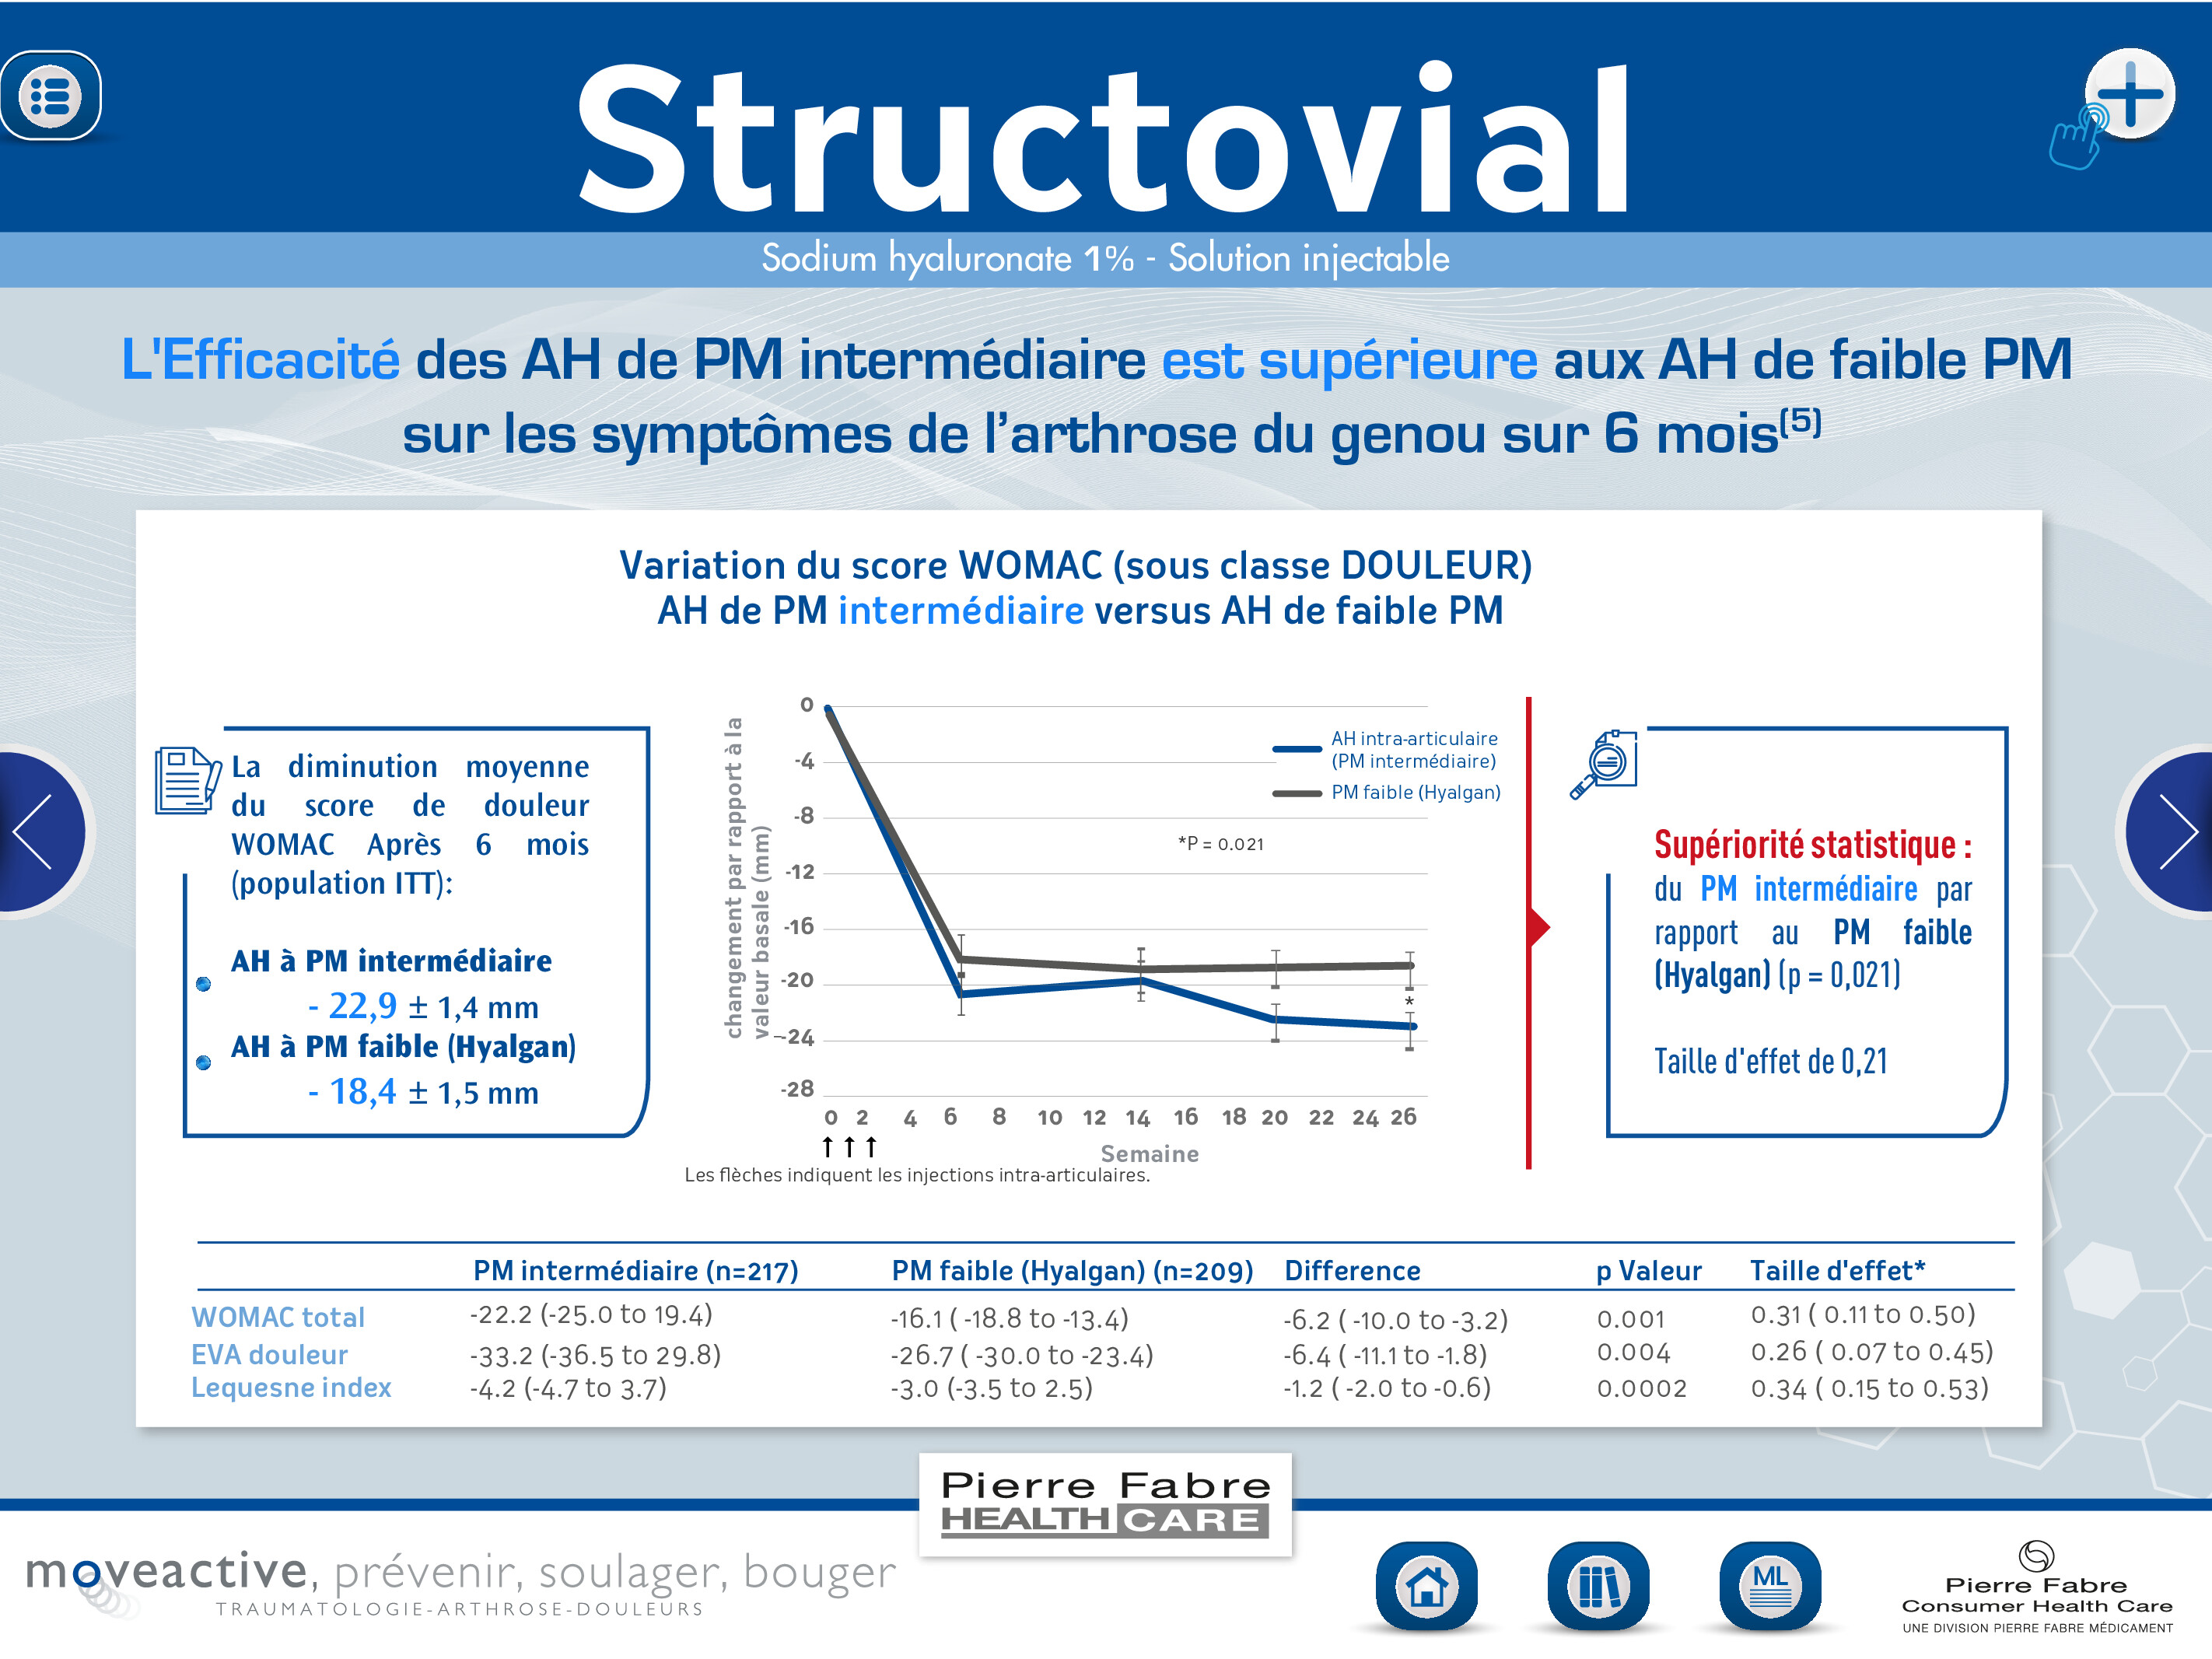 Structovial
Sodium hyaluronate 1% - Solution injectable
L'Efficacité des AH de PM intermédiaire est supérieure aux AH de faible PM
sur les symptômes de l’arthrose du genou sur 6 mois(5)
Variation du score WOMAC (sous classe DOULEUR)
AH de PM intermédiaire versus AH de faible PM
La diminution moyenne
du score de douleur
WOMAC Après 6 mois
(population ITT):
AH à PM intermédiaire
- 22,9 ± 1,4 mm
AH à PM faible (Hyalgan)
- 18,4 ± 1,5 mm
changement par rapport à la
valeur basale (mm)
0
-4
-8
-12
-16
-20
-24
-28
AH intra-articulaire
(PM intermédiaire)
PM faible (Hyalgan)
*P = 0.021
*
0 2 4 6 8 10 12 14 16 18 20 22 24 26
Semaine
Les flèches indiquent les injections intra-articulaires.
Supériorité statistique :
du PM intermédiaire par
rapport au PM faible
(Hyalgan) (p = 0,021)
Taille d'effet de 0,21
PM intermédiaire (n=217) PM faible (Hyalgan) (n=209) Difference p Valeur Taille d'effet*
WOMAC total -22.2 (-25.0 to 19.4) -16.1 ( -18.8 to -13.4) -6.2 ( -10.0 to -3.2) 0.001 0.31 ( 0.11 to 0.50)
EVA douleur -33.2 (-36.5 to 29.8) -26.7 ( -30.0 to -23.4) -6.4 ( -11.1 to -1.8) 0.004 0.26 ( 0.07 to 0.45)
Lequesne index -4.2 (-4.7 to 3.7) -3.0 (-3.5 to 2.5) -1.2 ( -2.0 to -0.6) 0.0002 0.34 ( 0.15 to 0.53)
Pierre Fabre
HEALTH CARE
moveactive, prévenir, soulager, bouger
TRAUMATOLOGIE-ARTHROSE-DOULEURS
ML
Pierre Fabre
Consumer Health Care
UNE DIVISION PIERRE FABRE MÉDICAMENT